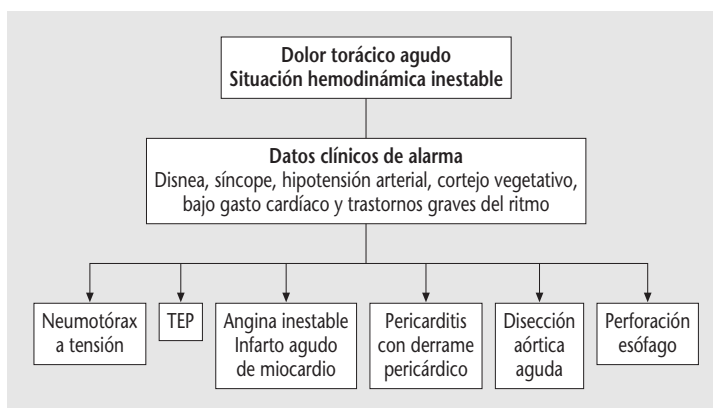 Dolor torácico agudo
Situación hemodinámica inestable
Datos clínicos de alarma
Disnea, síncope, hipotensión arterial, cortejo vegetativo,
bajo gasto cardíaco y trastornos graves del ritmo
Neumotórax
a tensión
TEP
Angina inestable
Infarto agudo
de miocardio
Pericarditis
con derrame
pericárdico
Disección
aórtica
aguda
Perforación
esófago